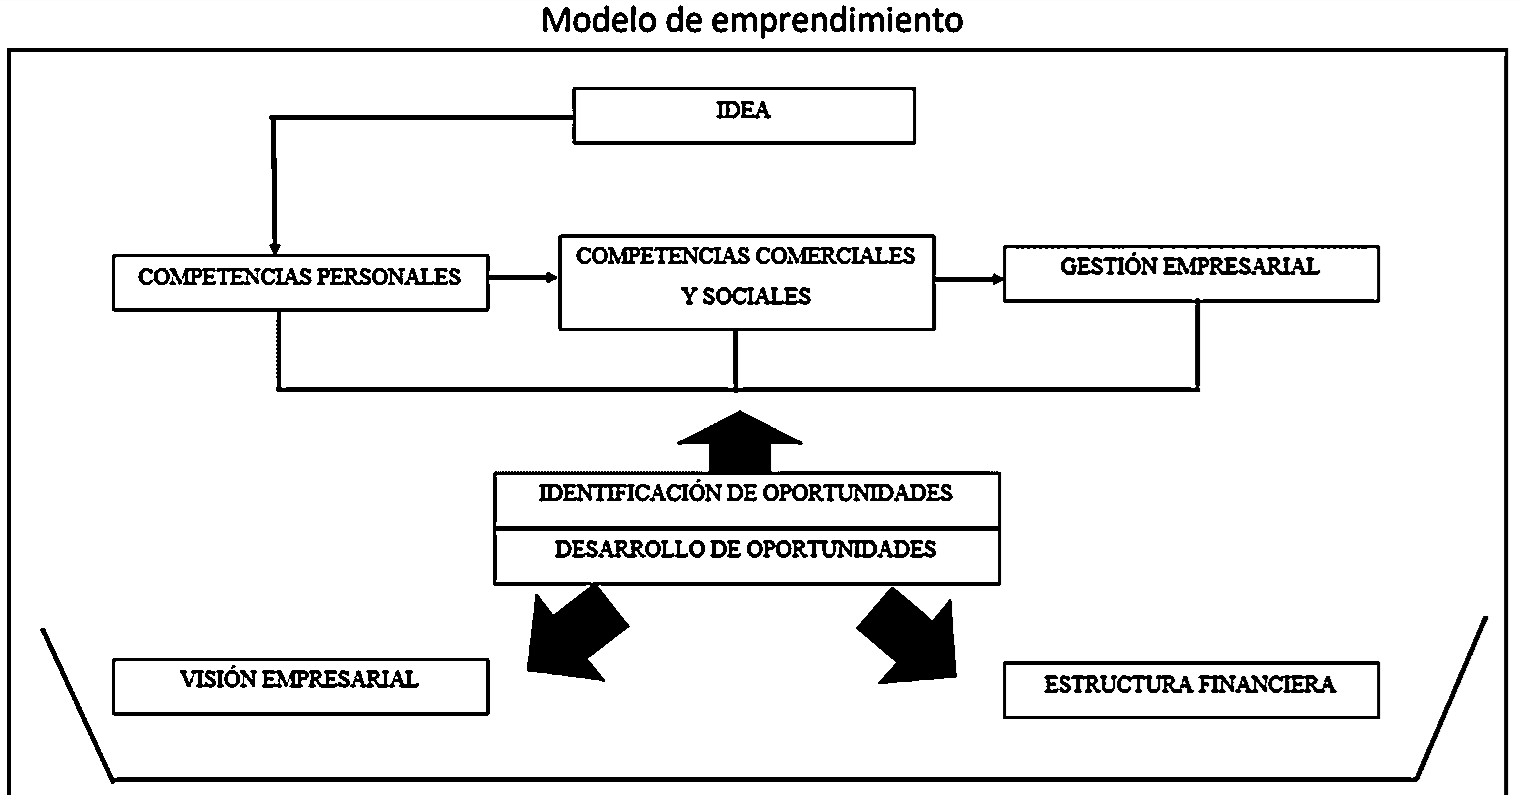 Modelo de emprendimiento
IDEA
COMPETENCIAS PERSONALES
COMPETENCIAS COMERCIALES
Y SOCIALES
GESTIÓN EMPRESARIAL
IDENTIFICACIÓN DE OPORTUNIDADES
DESARROLLO DE OPORTUNIDADES
VISIÓN EMPRESARIAL
ESTRUCTURA FINANCIERA